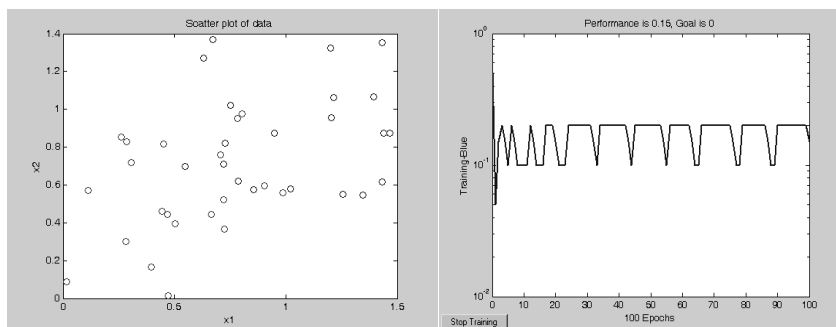 Scatter plot of data
1.4
1.2
1
0.8
0.6
0.4
0.2
0
0
0.5
1
1.5
x2
x1
Performance is 0.15, Goal is 0
10^0
10^-1
10^-2
Training-Blue
0 10 20 30 40 50 60 70 80 90 100
100 Epochs
Stop Training